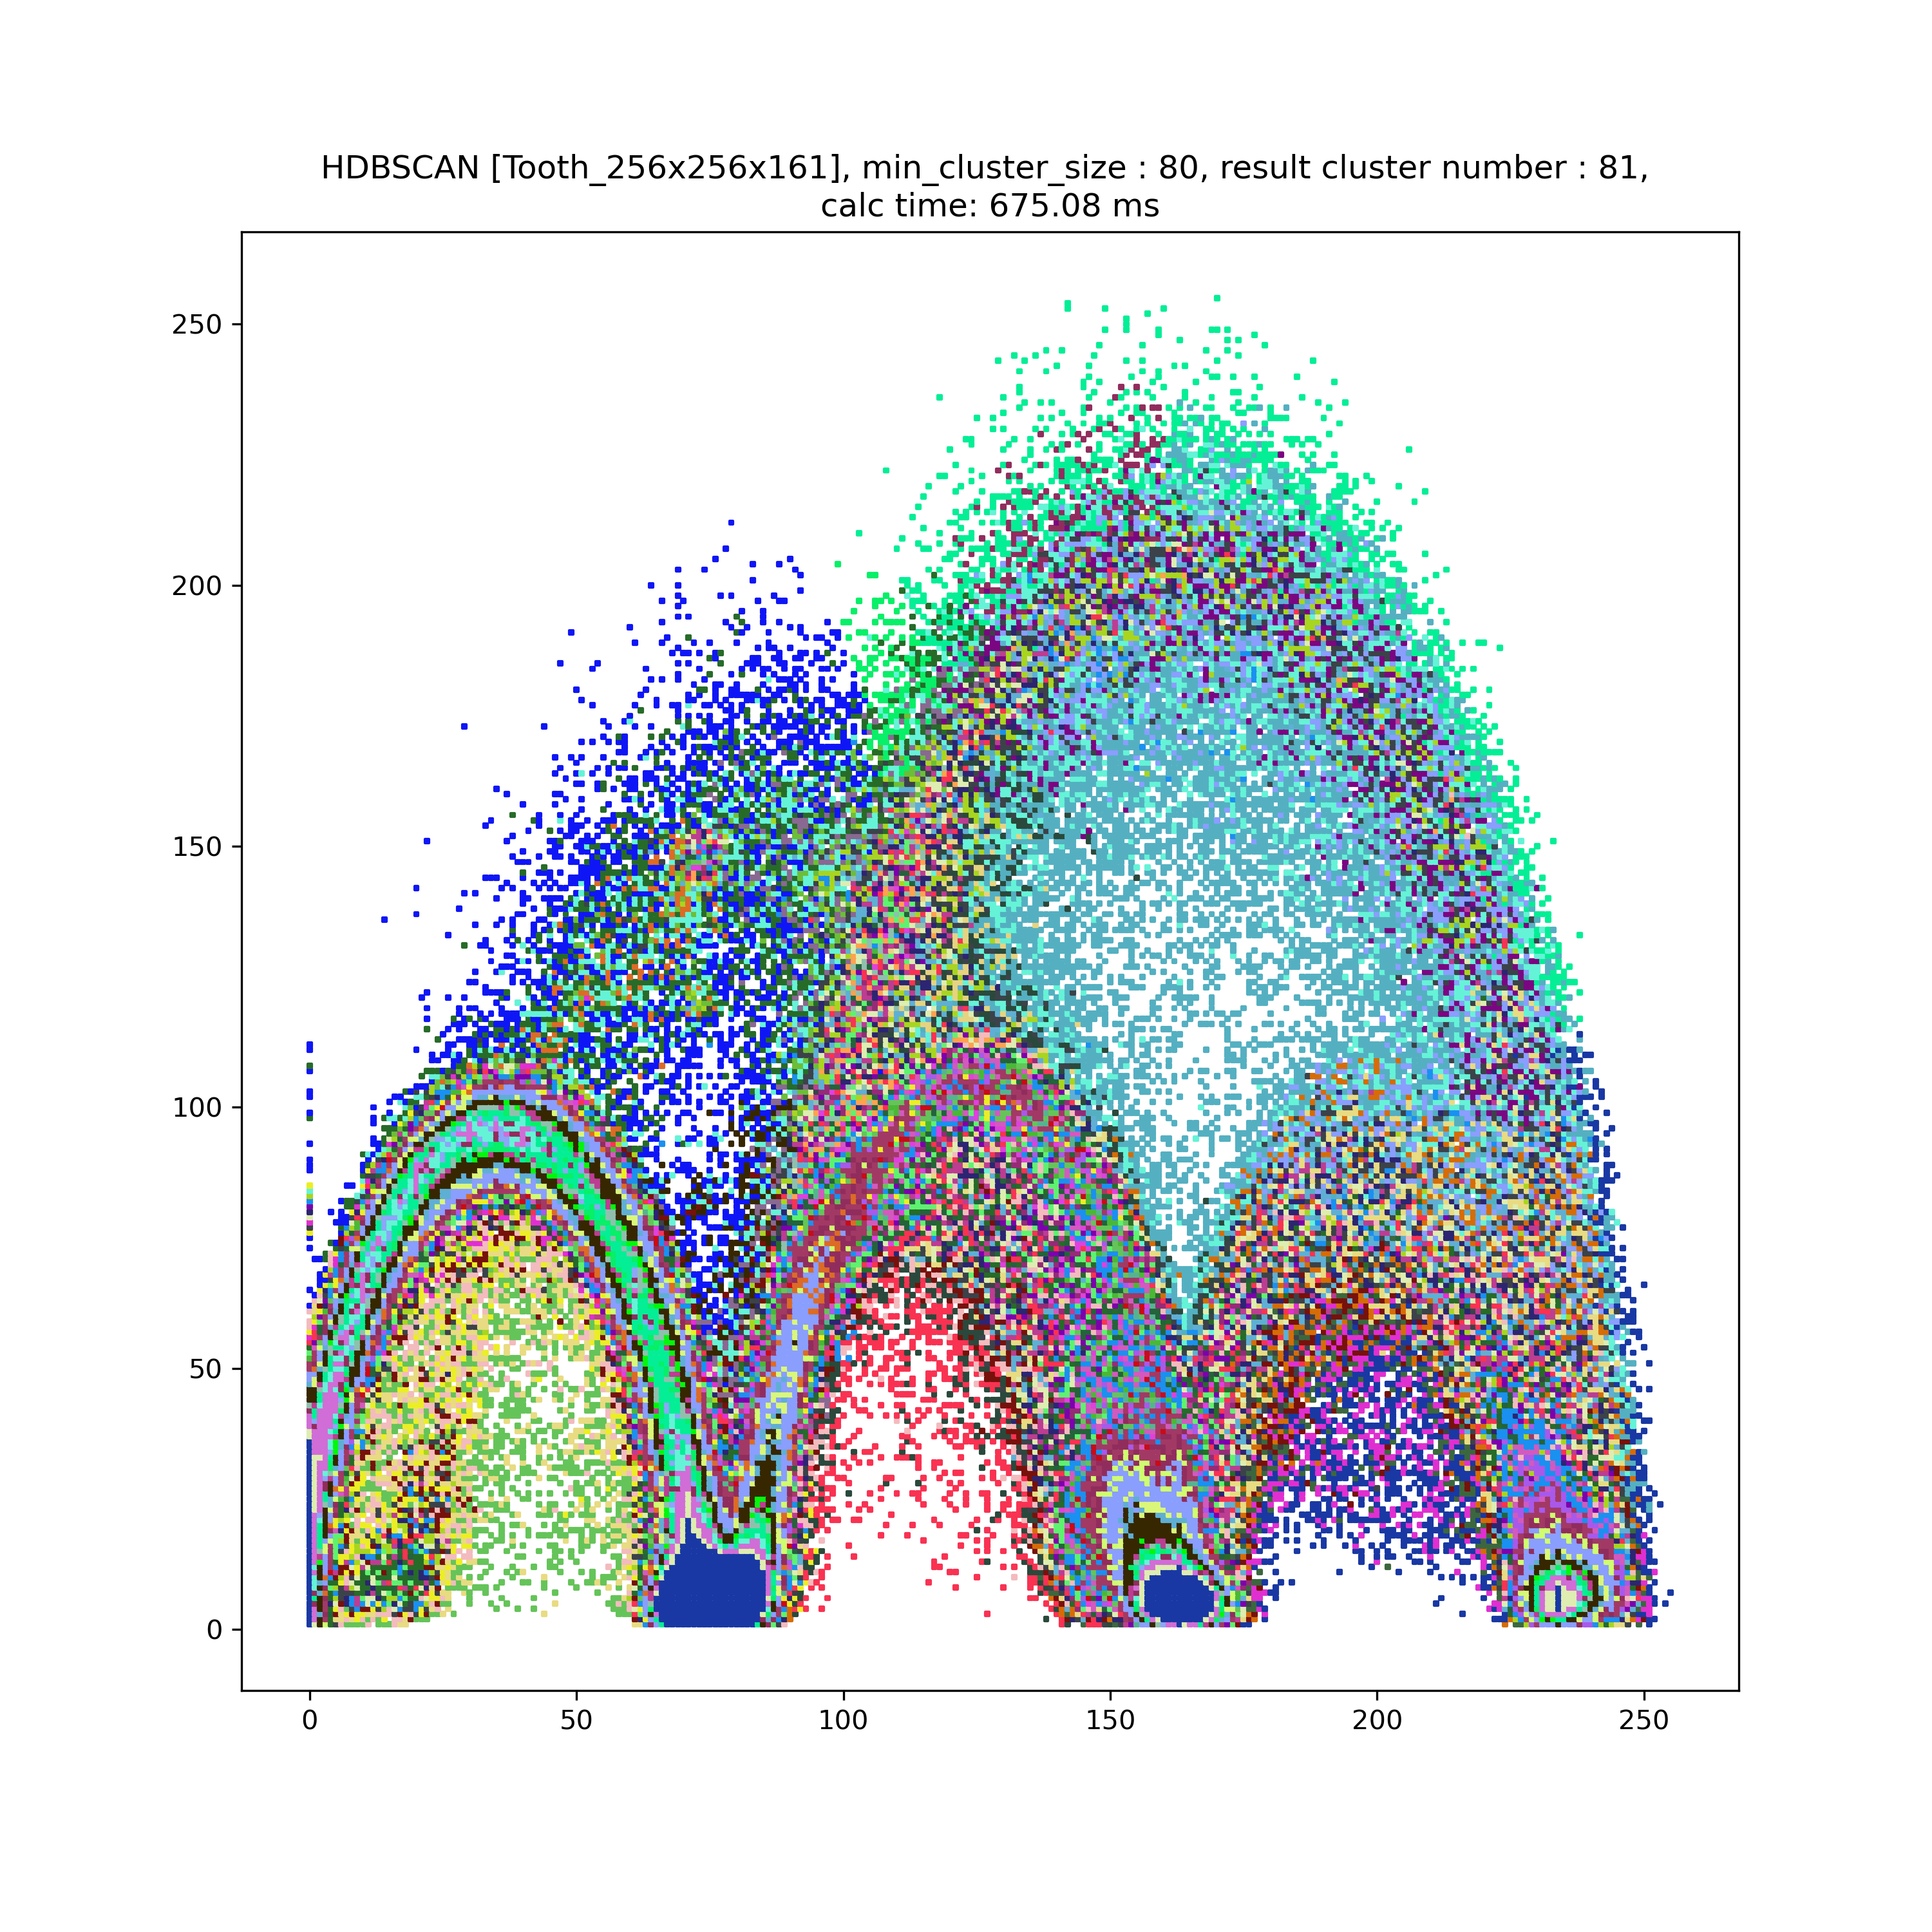 HDBSCAN [Tooth_256x256x161], min_cluster_size : 80, result cluster number : 81,
calc time: 675.08 ms
250
200
150
100
50
0
0 50 100 150 200 250